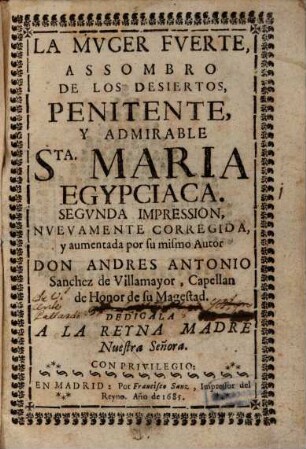 LA MVGER FVERTE,
ASSOMBRO
DE LOS DESIERTOS,
PENITENTE,
Y ADMIRABLE
STA. MARIA
EGYPCIACA.
SEGVNDA IMPRESSION,
NVEVAMENTE CORREGIDA,
y aumentada por su mismo Autor
DON ANDRES ANTONIO
Sanchez de Villamayor, Capellan
de Honor de su Magestad.
DEDICALA
A LA REYNA MADRE
Nuestra Señora.
CON PRIVILEGIO:
EN MADRID: Por Francisco Sanz, Impressor del
Reyno. Año de 1685.